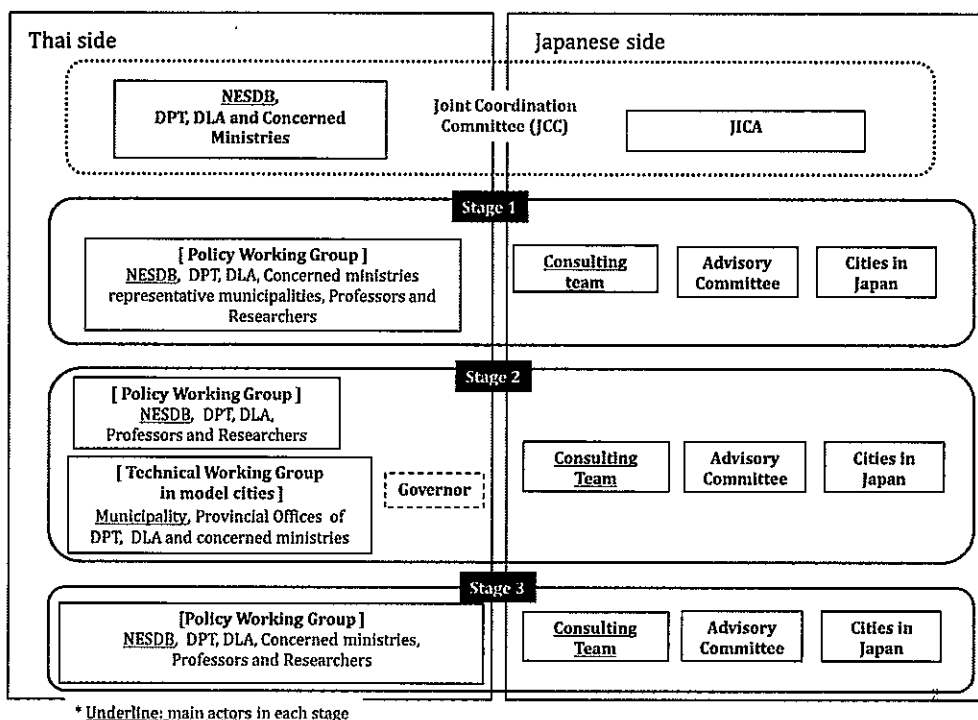 Thai side
Japanese side
NESDB,
DPT, DLA and Concerned
Ministries
Joint Coordination
Committee (JCC)
JICA
Stage 1
[ Policy Working Group ]
NESDB, DPT, DLA, Concerned ministries
representative municipalities, Professors and
Researchers
Consulting
team
Advisory
Committee
Cities in
Japan
Stage 2
[ Policy Working Group ]
NESDB, DPT, DLA,
Professors and Researchers
[ Technical Working Group
in model cities ]
Municipality, Provincial Offices of
DPT, DLA and concerned ministries
Governor
Consulting
Team
Advisory
Committee
Cities in
Japan
Stage 3
[Policy Working Group ]
NESDB, DPT, DLA, Concerned ministries,
Professors and Researchers
Consulting
Team
Advisory
Committee
Cities in
Japan
* Underline: main actors in each stage